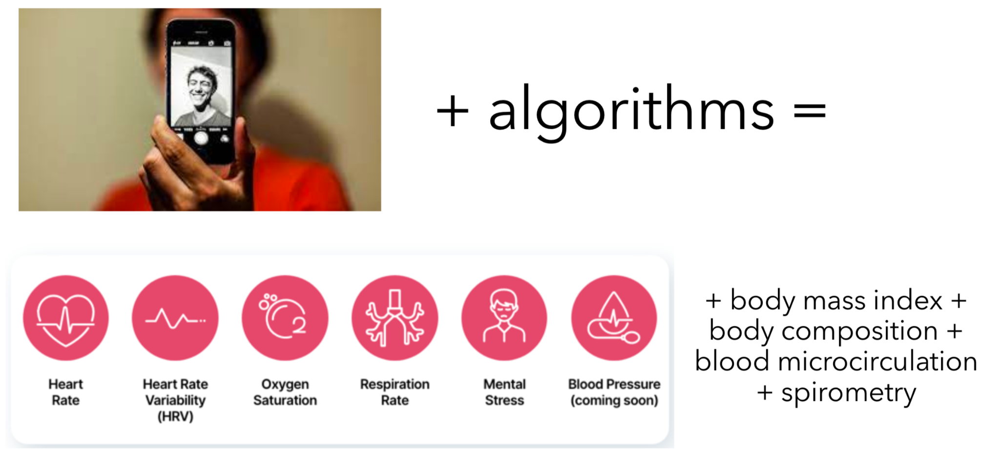 + algorithms =
Heart
Rate
Heart Rate
Variability
(HRV)
O2
Oxygen
Saturation
Respiration
Rate
Mental
Stress
Blood Pressure
(coming soon)
+ body mass index +
body composition +
blood microcirculation
+ spirometry